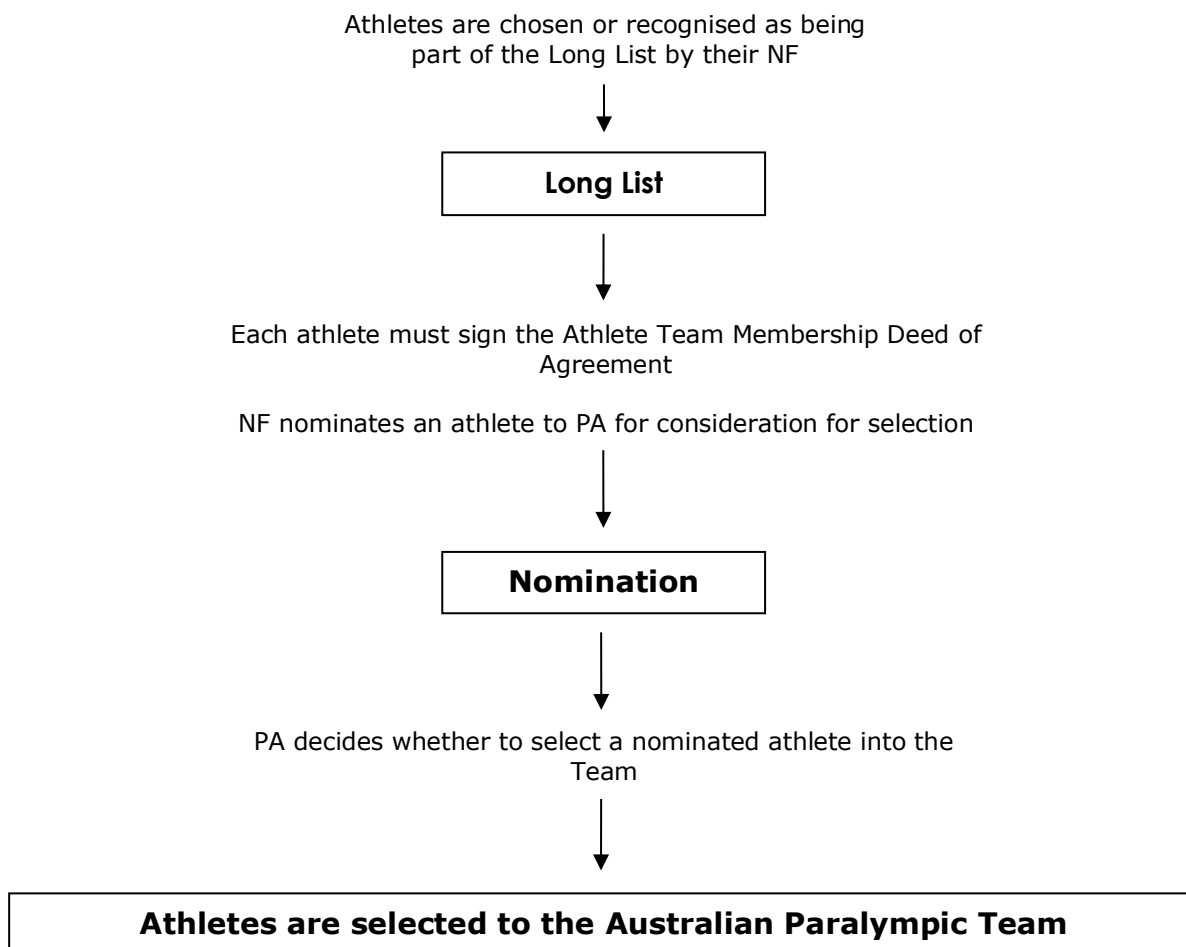 Athletes are chosen or recognised as being
part of the Long List by their NF
Long List
Each athlete must sign the Athlete Team Membership Deed of
Agreement
NF nominates an athlete to PA for consideration for selection
Nomination
PA decides whether to select a nominated athlete into the
Team
Athletes are selected to the Australian Paralympic Team